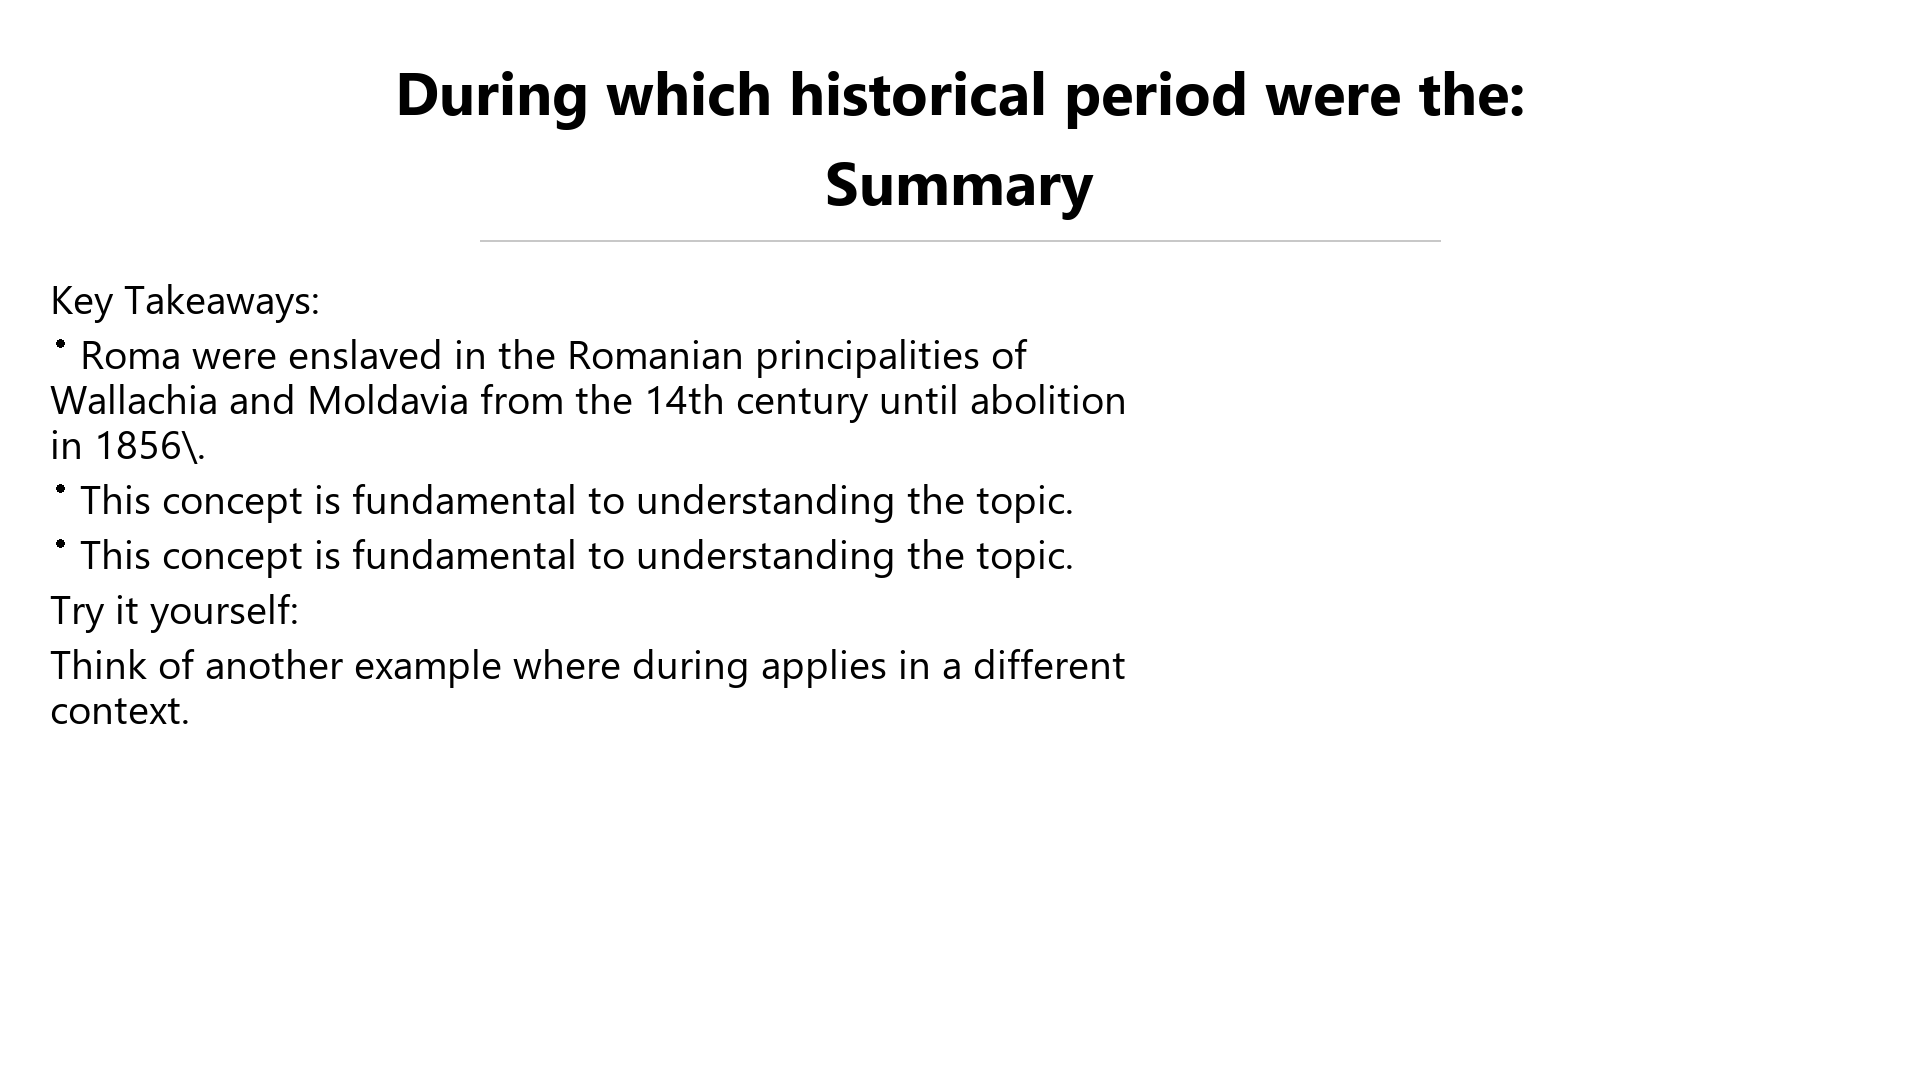 During which historical period were the:
Summary
Key Takeaways:
• Roma were enslaved in the Romanian principalities of
Wallachia and Moldavia from the 14th century until abolition
in 1856\.
• This concept is fundamental to understanding the topic.
• This concept is fundamental to understanding the topic.
Try it yourself:
Think of another example where during applies in a different
context.